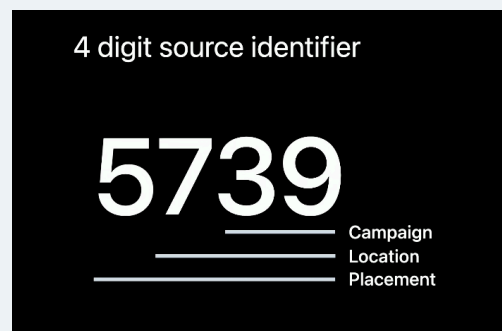 4 digit source identifier
5739
Campaign
Location
Placement